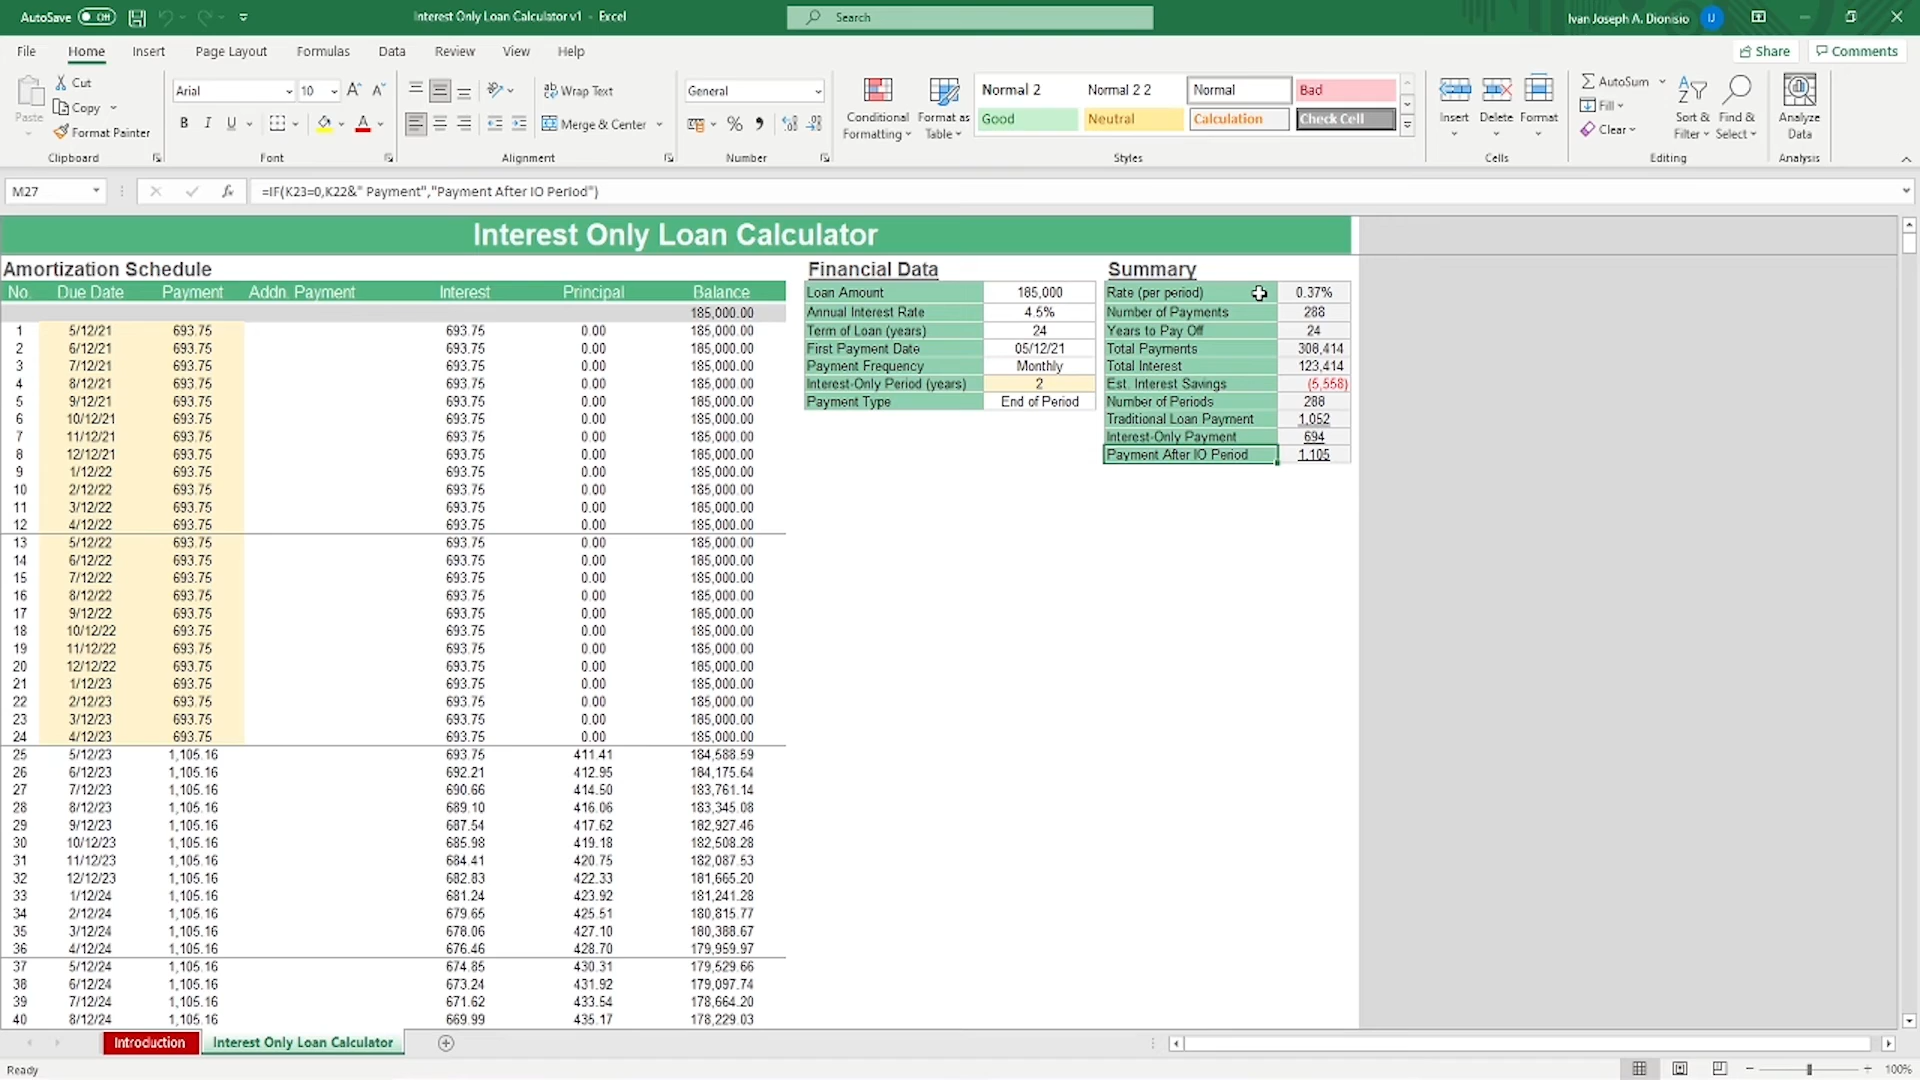 AutoSave Off Interest Only Loan Calculator v1 - Excel Search Ivan Joseph A. Dionisio IJ
File Home Insert Page Layout Formulas Data Review View Help Share Comments
Paste Cut Copy Format Painter Clipboard
Arial 10 B I U Font
Wrap Text Merge & Center Alignment
General % Number
Conditional Formatting Format as Table
Normal 2 Normal 2 2 Normal Bad
Good Neutral Calculation Check Cell
Styles
Insert Delete Format Cells
AutoSum Fill Clear Sort & Filter Find & Select Editing
Analyze Data Analysis
M27 fx =IF(K23=0,K22&" Payment","Payment After IO Period")
Interest Only Loan Calculator
Amortization Schedule
No. Due Date Payment Addn. Payment Interest Principal Balance
185,000.00
1 5/12/21 693.75 693.75 0.00 185,000.00
2 6/12/21 693.75 693.75 0.00 185,000.00
3 7/12/21 693.75 693.75 0.00 185,000.00
4 8/12/21 693.75 693.75 0.00 185,000.00
5 9/12/21 693.75 693.75 0.00 185,000.00
6 10/12/21 693.75 693.75 0.00 185,000.00
7 11/12/21 693.75 693.75 0.00 185,000.00
8 12/12/21 693.75 693.75 0.00 185,000.00
9 1/12/22 693.75 693.75 0.00 185,000.00
10 2/12/22 693.75 693.75 0.00 185,000.00
11 3/12/22 693.75 693.75 0.00 185,000.00
12 4/12/22 693.75 693.75 0.00 185,000.00
13 5/12/22 693.75 693.75 0.00 185,000.00
14 6/12/22 693.75 693.75 0.00 185,000.00
15 7/12/22 693.75 693.75 0.00 185,000.00
16 8/12/22 693.75 693.75 0.00 185,000.00
17 9/12/22 693.75 693.75 0.00 185,000.00
18 10/12/22 693.75 693.75 0.00 185,000.00
19 11/12/22 693.75 693.75 0.00 185,000.00
20 12/12/22 693.75 693.75 0.00 185,000.00
21 1/12/23 693.75 693.75 0.00 185,000.00
22 2/12/23 693.75 693.75 0.00 185,000.00
23 3/12/23 693.75 693.75 0.00 185,000.00
24 4/12/23 693.75 693.75 0.00 185,000.00
25 5/12/23 1,105.16 693.75 411.41 184,588.59
26 6/12/23 1,105.16 692.21 412.95 184,175.64
27 7/12/23 1,105.16 690.66 414.50 183,761.14
28 8/12/23 1,105.16 689.10 416.06 183,345.08
29 9/12/23 1,105.16 687.54 417.62 182,927.46
30 10/12/23 1,105.16 685.98 419.18 182,508.28
31 11/12/23 1,105.16 684.41 420.75 182,087.53
32 12/12/23 1,105.16 682.83 422.33 181,665.20
33 1/12/24 1,105.16 681.24 423.92 181,241.28
34 2/12/24 1,105.16 679.65 425.51 180,815.77
35 3/12/24 1,105.16 678.06 427.10 180,388.67
36 4/12/24 1,105.16 676.46 428.70 179,959.97
37 5/12/24 1,105.16 674.85 430.31 179,529.66
38 6/12/24 1,105.16 673.24 431.92 179,097.74
39 7/12/24 1,105.16 671.62 433.54 178,664.20
40 8/12/24 1,105.16 669.99 435.17 178,229.03
Financial Data
Loan Amount 185,000
Annual Interest Rate 4.5%
Term of Loan (years) 24
First Payment Date 05/12/21
Payment Frequency Monthly
Interest-Only Period (years) 2
Payment Type End of Period
Summary
Rate (per period) 0.37%
Number of Payments 288
Years to Pay Off 24
Total Payments 308,414
Total Interest 123,414
Est. Interest Savings (5,558)
Number of Periods 288
Traditional Loan Payment 1,052
Interest-Only Payment 694
Payment After IO Period 1,105
Introduction Interest Only Loan Calculator
Ready 100%